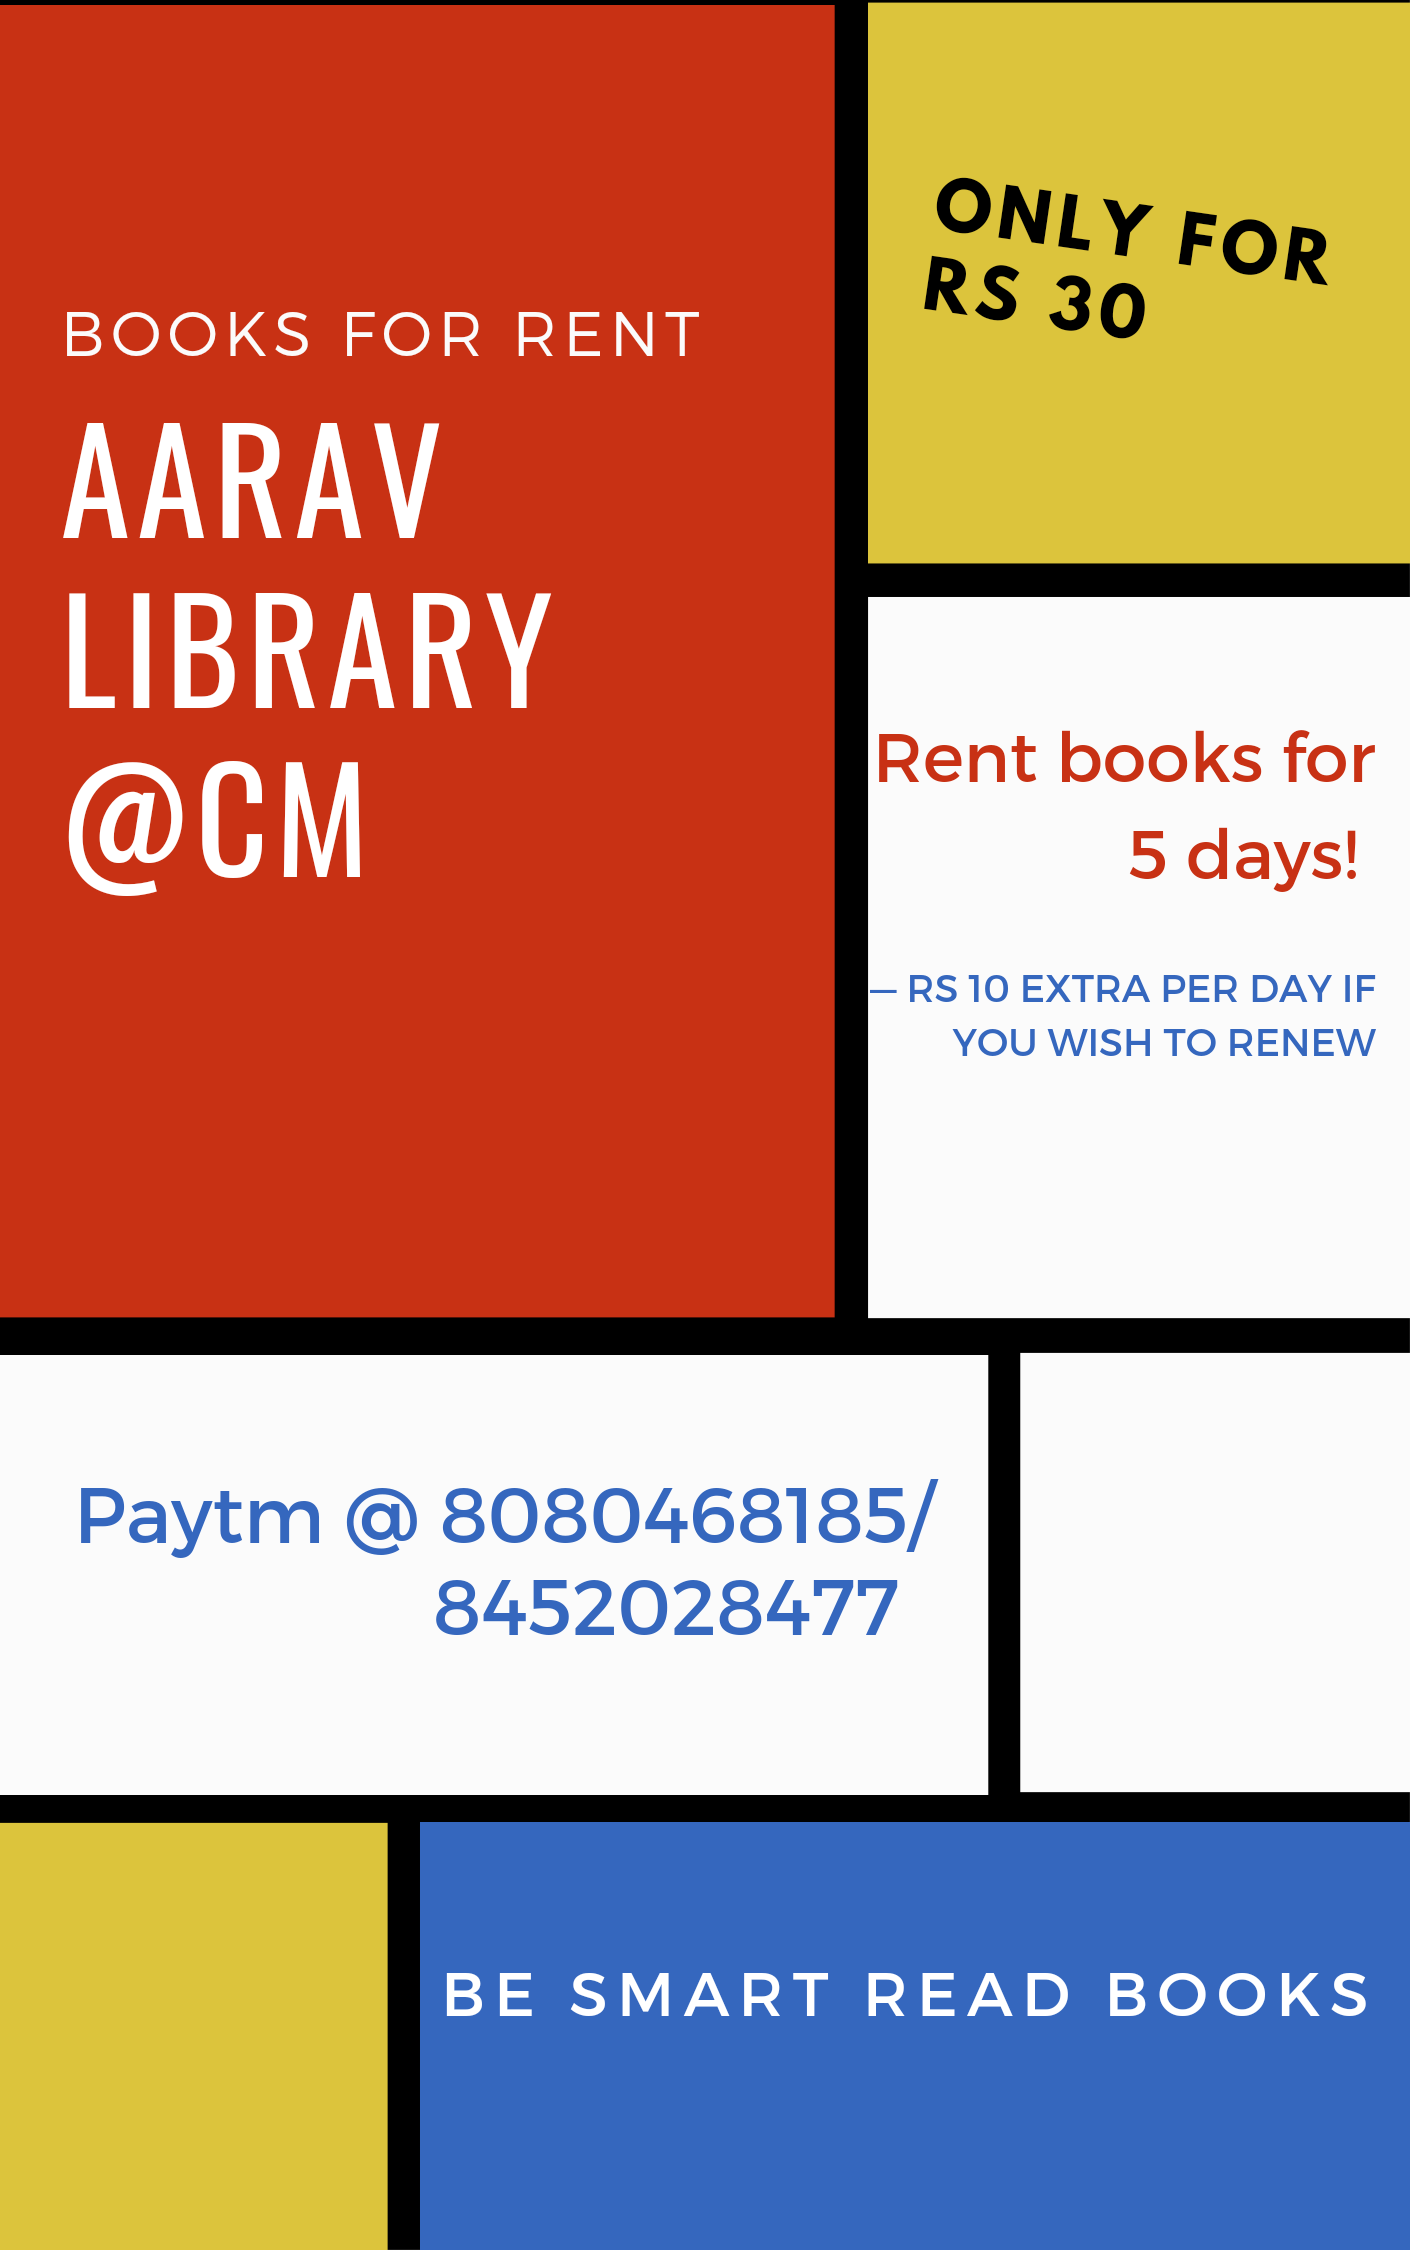 BOOKS FOR RENT
AARAV
LIBRARY
@CM
ONLY FOR
RS 30
Rent books for
5 days!
— RS 10 EXTRA PER DAY IF
YOU WISH TO RENEW
Paytm @ 8080468185/
8452028477
BE SMART READ BOOKS